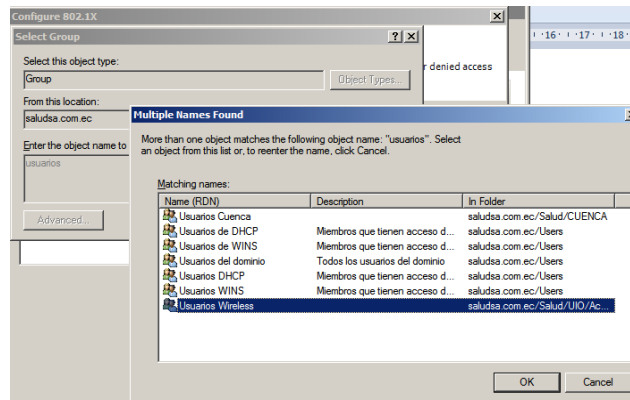 Configure 802.1X
Select Group
·16· ı ·17· ı ·18·
Select this object type:
Group
Object Types...
r denied access
From this location:
saludsa.com.ec
Enter the object name to
usuarios
Advanced...
Multiple Names Found
More than one object matches the following object name: "usuarios". Select
an object from this list or, to reenter the name, click Cancel.
Matching names:
Name (RDN) Description In Folder
Usuarios Cuenca saludsa.com.ec/Salud/CUENCA
Usuarios de DHCP Miembros que tienen acceso d... saludsa.com.ec/Users
Usuarios de WINS Miembros que tienen acceso d... saludsa.com.ec/Users
Usuarios del dominio Todos los usuarios del dominio saludsa.com.ec/Users
Usuarios DHCP Miembros que tienen acceso d... saludsa.com.ec/Users
Usuarios WINS Miembros que tienen acceso d... saludsa.com.ec/Users
Usuarios Wireless saludsa.com.ec/Salud/UIO/Ac...
OK Cancel